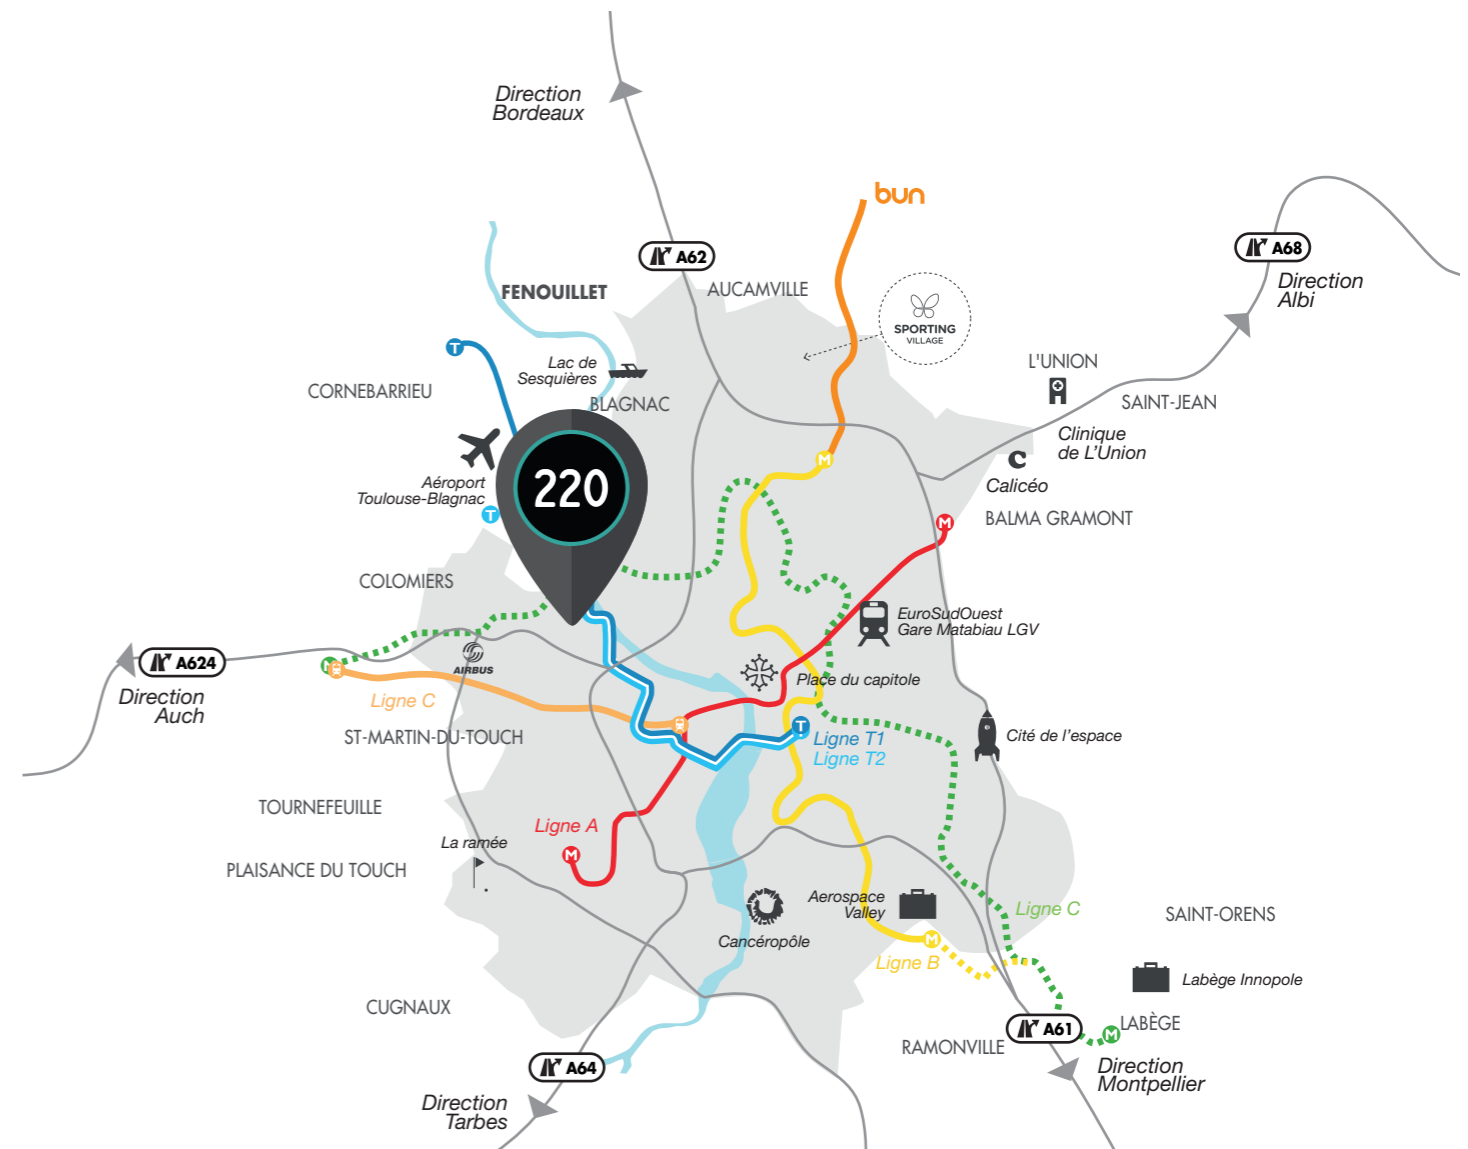 Direction
Bordeaux
bun
A62
A68
Direction
Albi
FENOUILLET
AUCAMVILLE
SPORTING
VILLAGE
T
Lac de
Sesquières
L'UNION
CORNEBARRIEU
BLAGNAC
SAINT-JEAN
Clinique
de L'Union
M
C
Calicéo
Aéroport
Toulouse-Blagnac
220
T
M
BALMA GRAMONT
COLOMIERS
EuroSudOuest
Gare Matabiau LGV
A624
M
AIRBUS
Direction
Auch
Ligne C
Place du capitole
ST-MARTIN-DU-TOUCH
T
Ligne T1
Ligne T2
Cité de l'espace
TOURNEFEUILLE
Ligne A
La ramée
M
PLAISANCE DU TOUCH
Aerospace
Valley
Ligne C
SAINT-ORENS
Cancéropôle
M
Ligne B
Labège Innopole
CUGNAUX
A61
M
LABÈGE
RAMONVILLE
A64
Direction
Montpellier
Direction
Tarbes